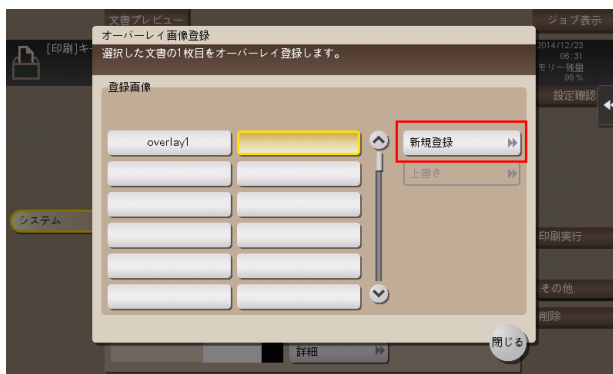 文書プレビュー
ジョブ表示
オーバーレイ画像登録
選択した文書の1枚目をオーバーレイ登録します。
[印刷]キ
2014/12/23
06:31
モリー残量
99 %
設定確認
登録画像
overlay1
新規登録
上書き
システム
印刷実行
その他
削除
閉じる
詳細